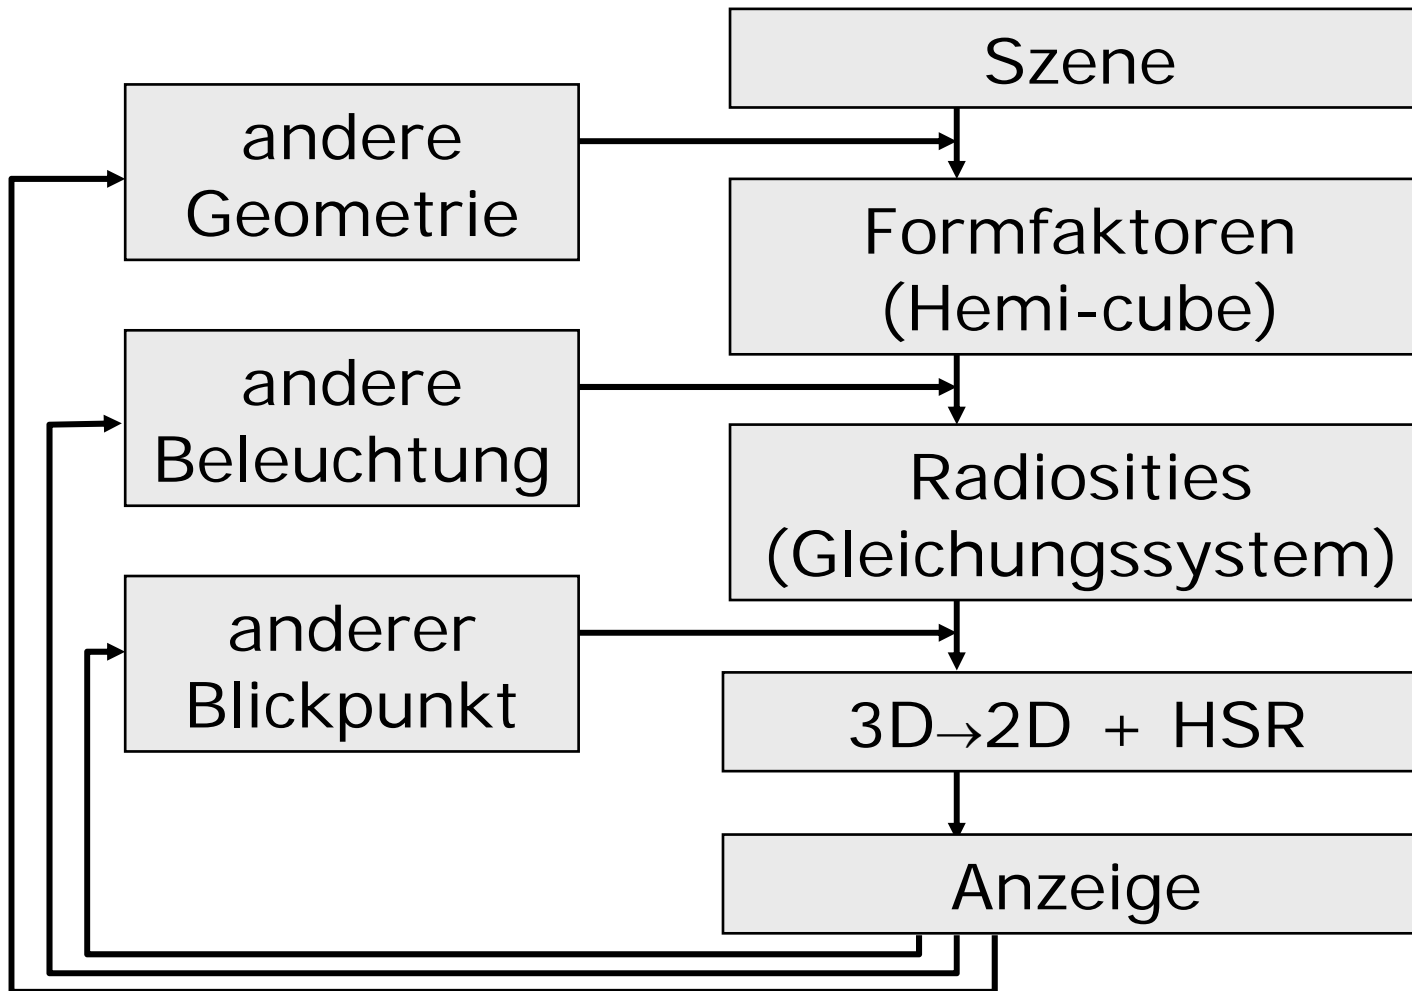 Szene
andere
Geometrie
Formfaktoren
(Hemi-cube)
andere
Beleuchtung
Radiosities
(Gleichungssystem)
anderer
Blickpunkt
3D→2D + HSR
Anzeige